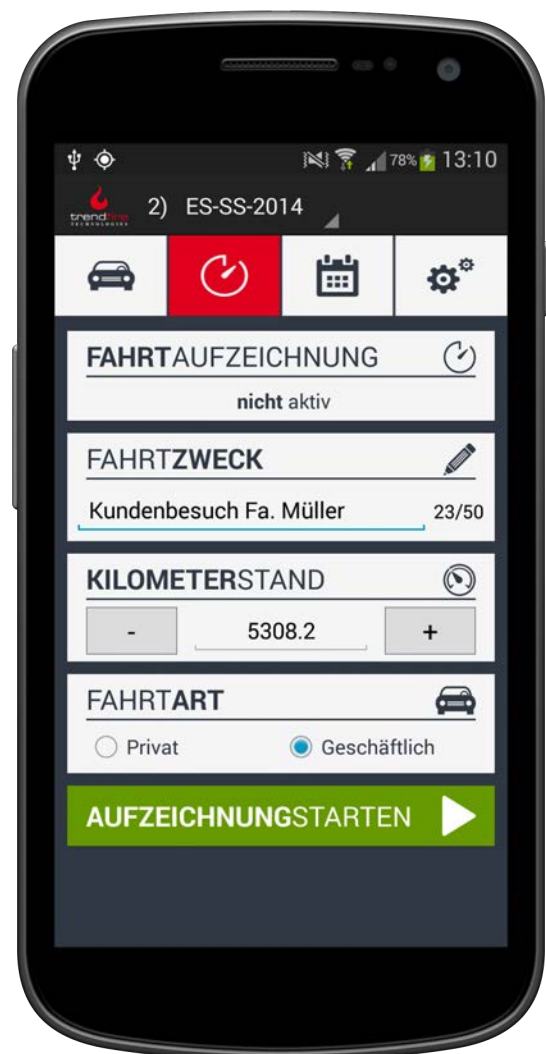 78% 13:10
trendfire
TECHNOLOGIES
2) ES-SS-2014
FAHRTAUFZEICHNUNG
nicht aktiv
FAHRTZWECK
Kundenbesuch Fa. Müller 23/50
KILOMETERSTAND
- 5308.2 +
FAHRTART
Privat Geschäftlich
AUFZEICHNUNGSTARTEN